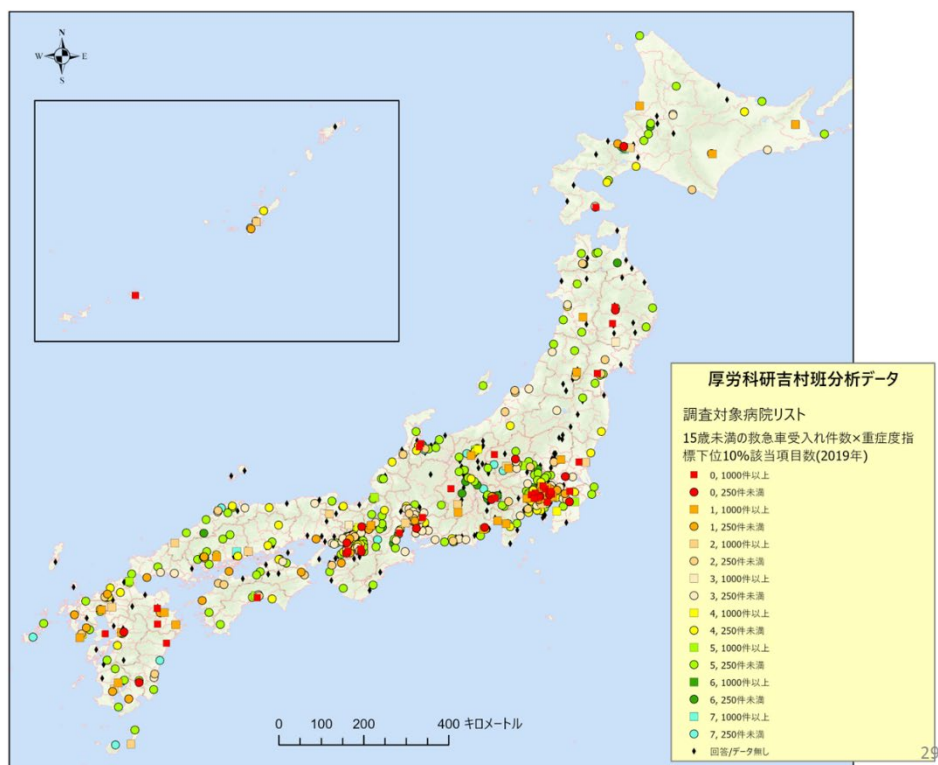 N
W E
S
厚労科研吉村班分析データ
調査対象病院リスト
15歳未満の救急車受入れ件数×重症度指
標下位10%該当項目数(2019年)
0, 1000件以上
0, 250件未満
1, 1000件以上
1, 250件未満
2, 1000件以上
2, 250件未満
3, 1000件以上
3, 250件未満
4, 1000件以上
4, 250件未満
5, 1000件以上
5, 250件未満
6, 1000件以上
6, 250件未満
7, 1000件以上
7, 250件未満
回答/データ無し
0 100 200 400 キロメートル
29